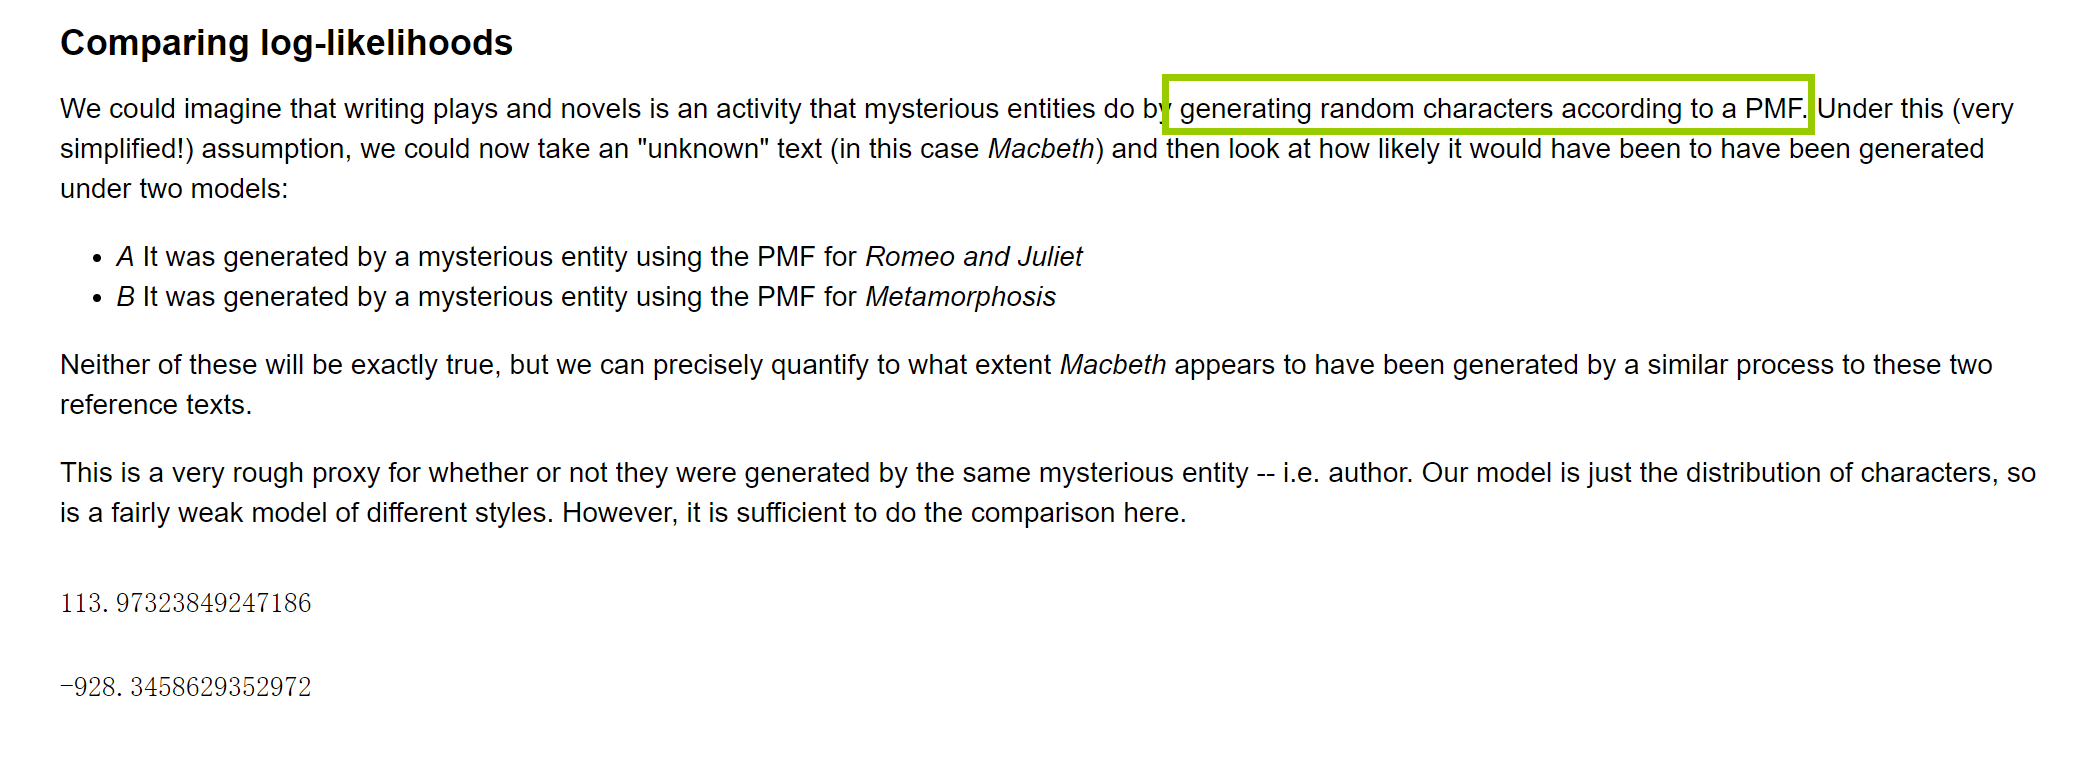 Comparing log-likelihoods
We could imagine that writing plays and novels is an activity that mysterious entities do by generating random characters according to a PMF. Under this (very
simplified!) assumption, we could now take an "unknown" text (in this case Macbeth) and then look at how likely it would have been to have been generated
under two models:
• A It was generated by a mysterious entity using the PMF for Romeo and Juliet
• B It was generated by a mysterious entity using the PMF for Metamorphosis
Neither of these will be exactly true, but we can precisely quantify to what extent Macbeth appears to have been generated by a similar process to these two
reference texts.
This is a very rough proxy for whether or not they were generated by the same mysterious entity -- i.e. author. Our model is just the distribution of characters, so
is a fairly weak model of different styles. However, it is sufficient to do the comparison here.
113.97323849247186
-928.3458629352972